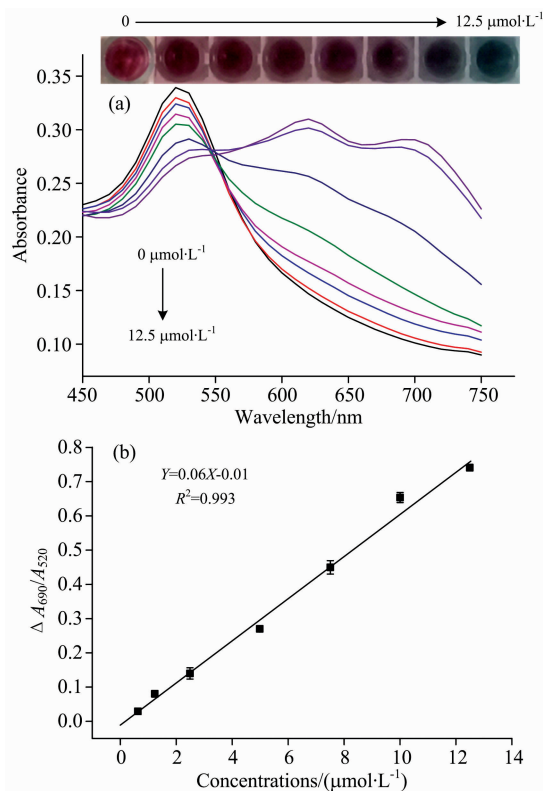 0 12.5 μmol·L⁻¹
0.35
(a)
0.30
0.25
0.20
0.15
0.10
Absorbance
0 μmol·L⁻¹
12.5 μmol·L⁻¹
450 500 550 600 650 700 750
Wavelength/nm
0.8
(b)
0.7
Y=0.06X-0.01
R²=0.993
0.6
0.5
0.4
0.3
0.2
0.1
0.0
Δ A₆₉₀/A₅₂₀
0 2 4 6 8 10 12 14
Concentrations/(μmol·L⁻¹)